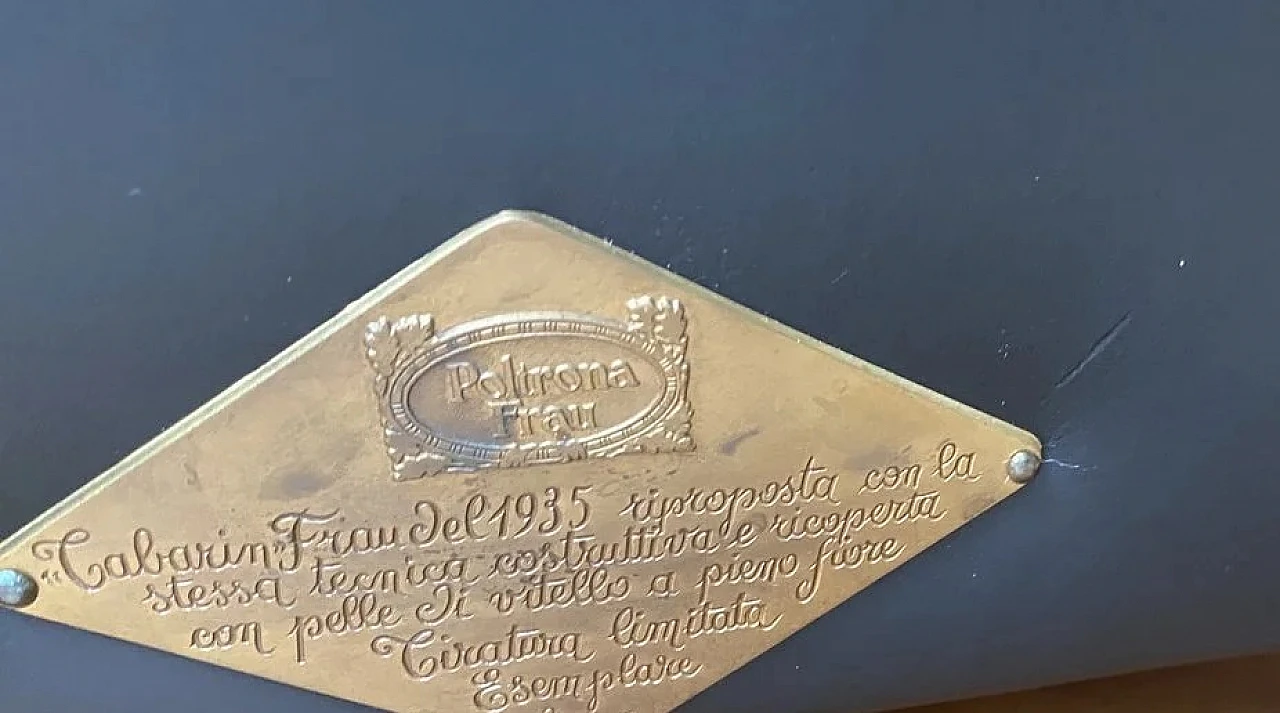 Poltrona
Frau
"Tabarin" Frau del 1935 riproposta con la
stessa tecnica costruttiva e ricoperta
con pelle di vitello a pieno fiore
Tiratura limitata
Esemplare